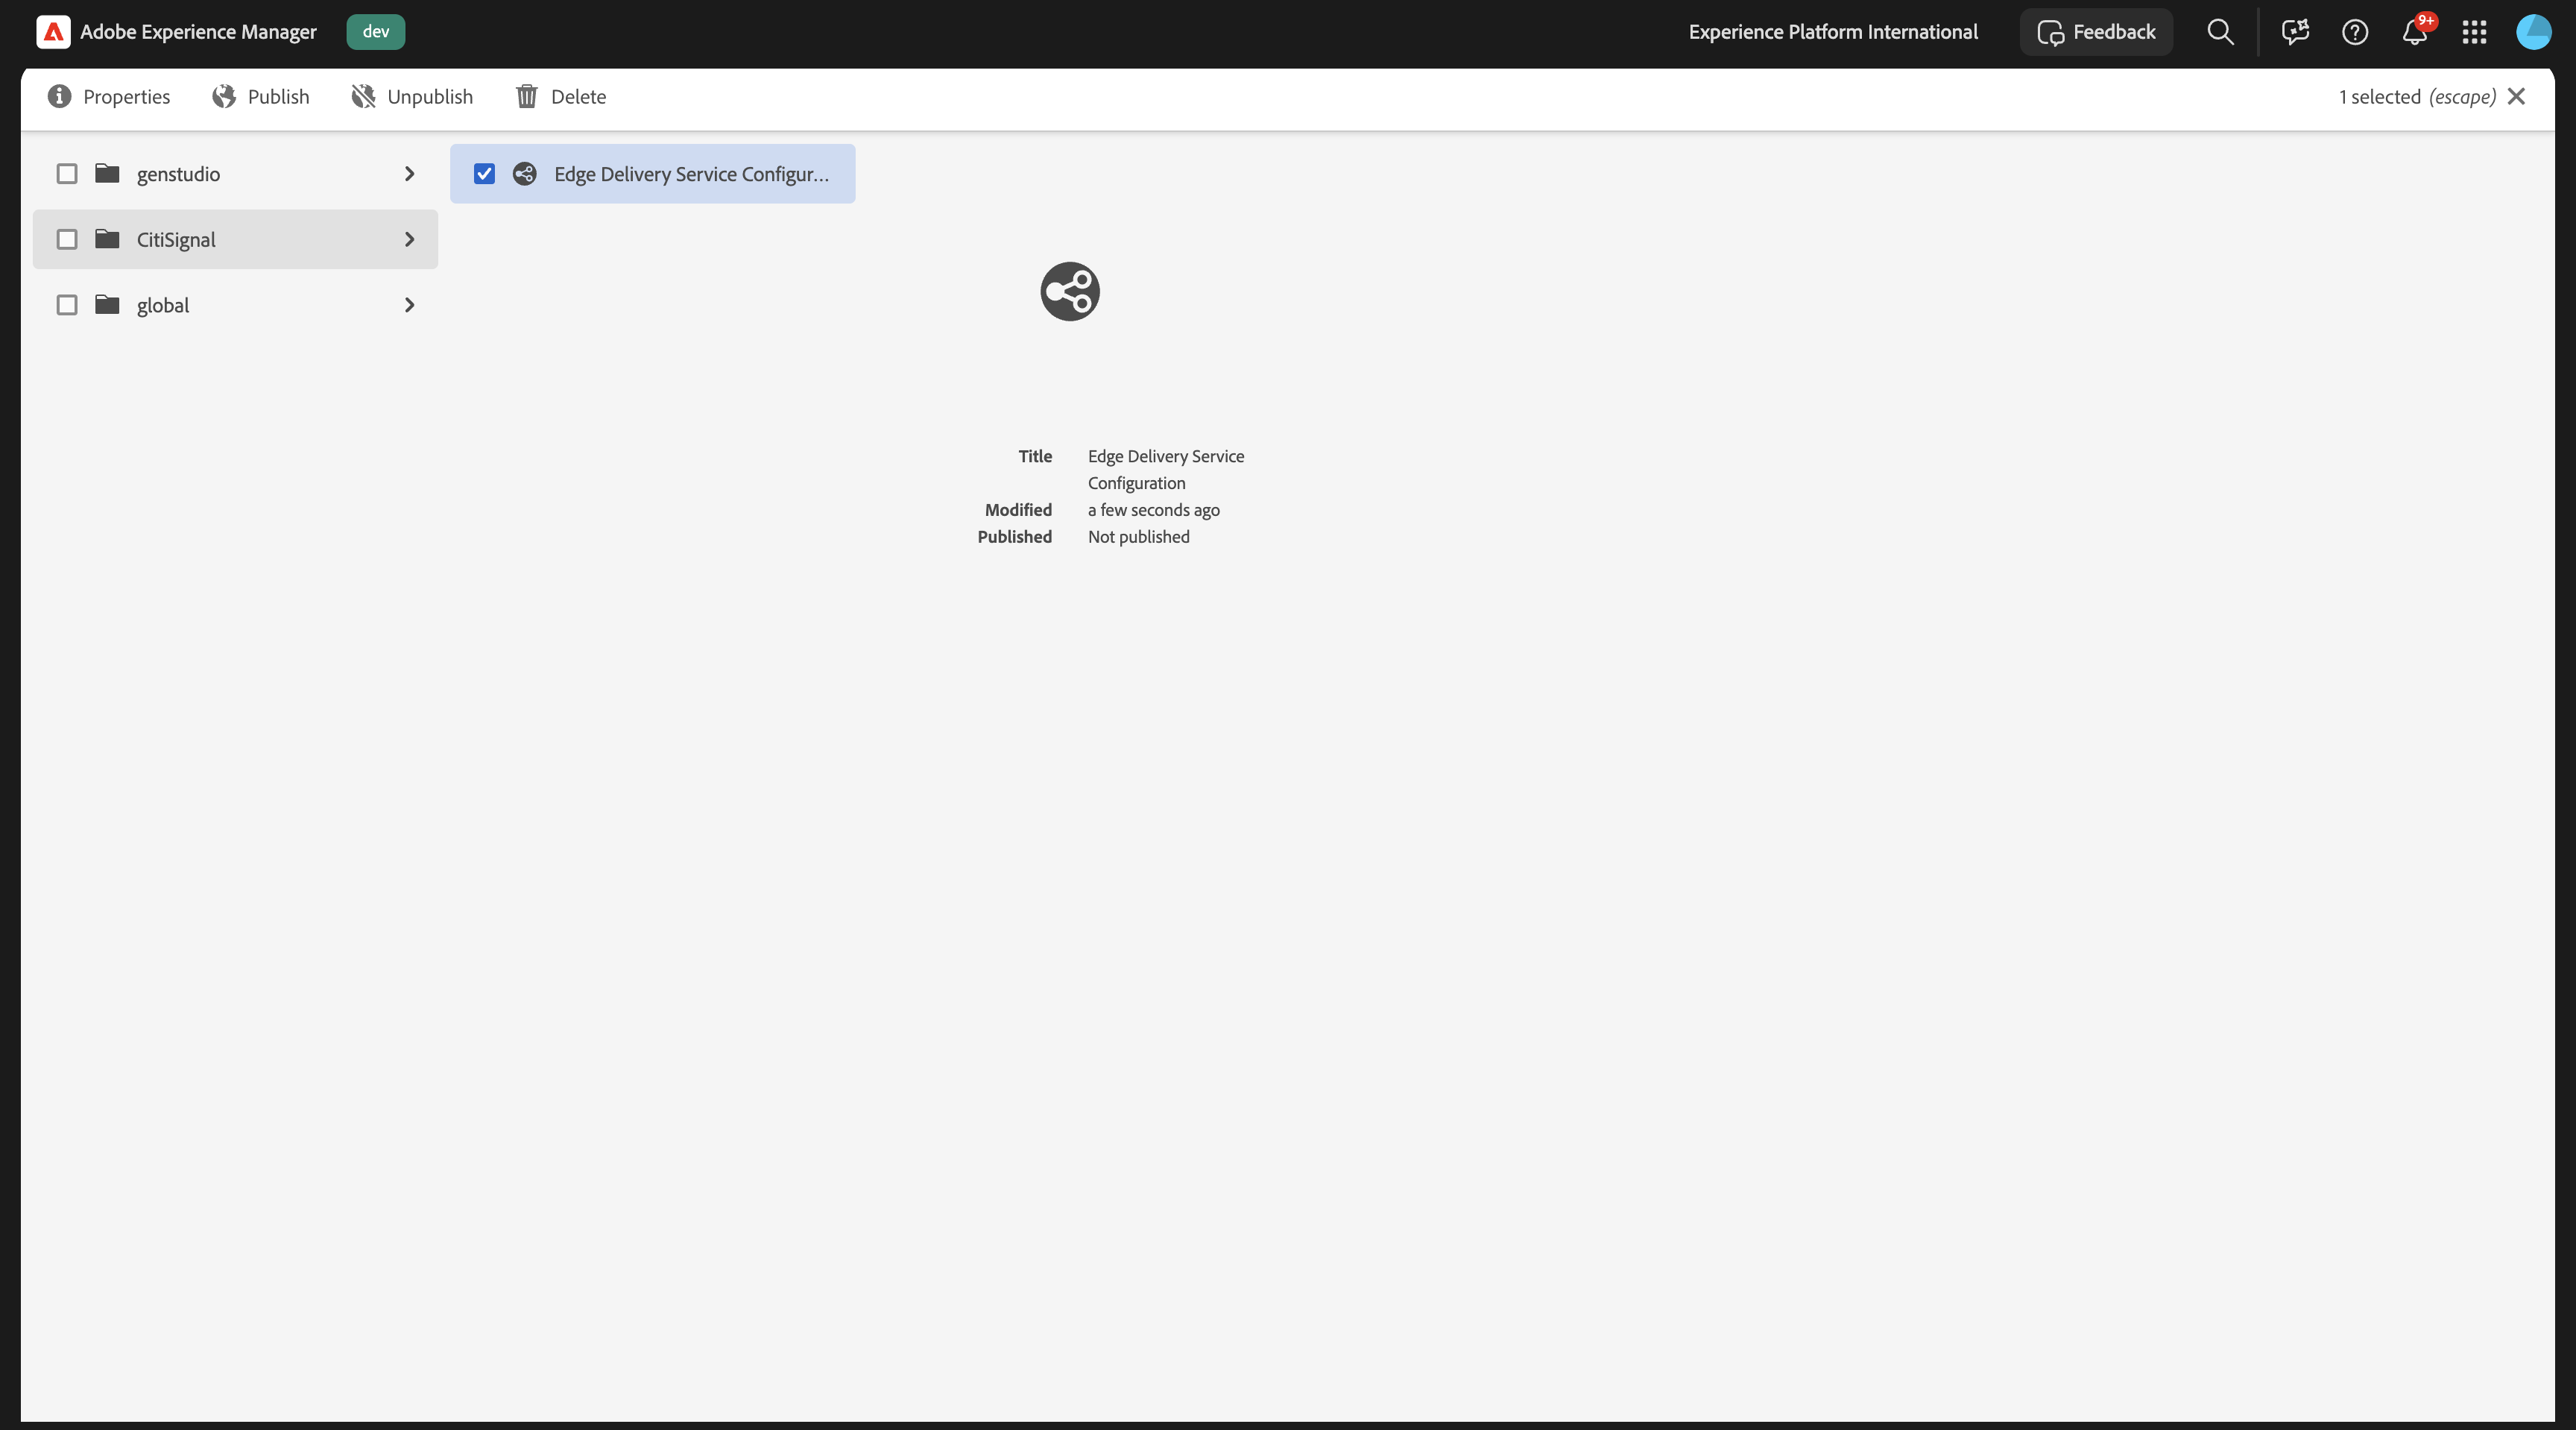 Adobe Experience Manager dev Experience Platform International Feedback 9+
Properties Publish Unpublish Delete 1 selected (escape)
genstudio Edge Delivery Service Configur...
CitiSignal
global
Title Edge Delivery Service
Configuration
Modified a few seconds ago
Published Not published